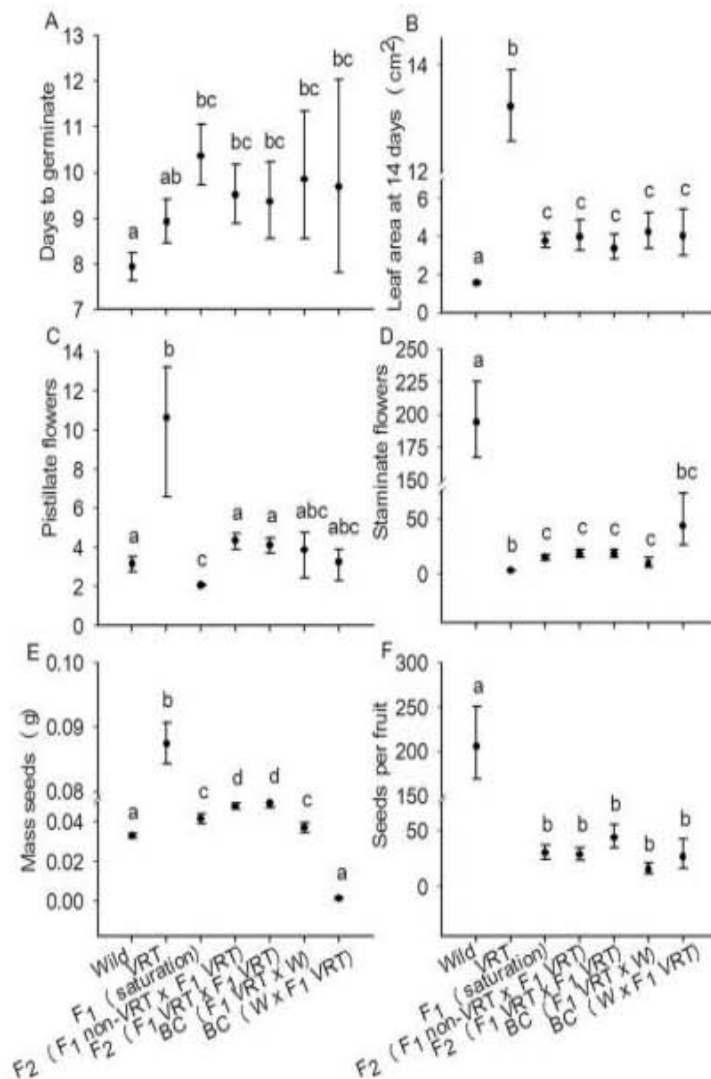 A
Days to germinate
13
12
11
10
9
8
7
a
ab
bc
bc
bc
bc
bc
B
Leaf area at 14 days ( cm2)
14
12
6
4
2
0
a
b
c
c
c
c
c
C
Pistillate flowers
14
12
10
8
6
4
2
0
a
b
c
a
a
abc
abc
D
Staminate flowers
250
225
200
175
150
50
0
a
b
c
c
c
c
bc
E
Mass seeds ( g)
0.10
0.09
0.08
0.04
0.02
0.00
a
b
c
d
d
c
a
F
Seeds per fruit
300
250
200
150
50
0
a
b
b
b
b
b
Wild
VRT
F1 ( saturation)
F2 ( F1 non-VRT x F1 VRT)
F2 ( F1 VRT x F1 VRT)
BC ( F1 VRT x W)
BC ( W x F1 VRT)
Wild
VRT
F1 ( saturation)
F2 ( F1 non-VRT x F1 VRT)
F2 ( F1 VRT x F1 VRT)
BC ( F1 VRT x W)
BC ( W x F1 VRT)